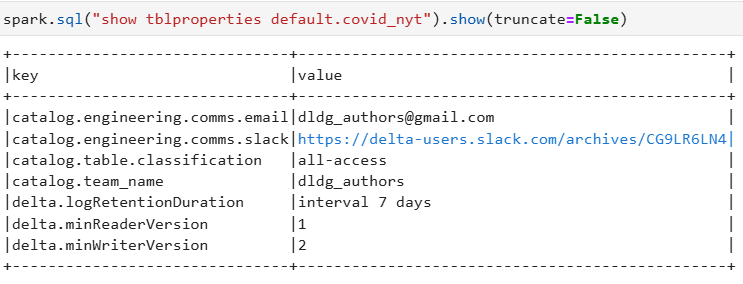 spark.sql("show tblproperties default.covid_nyt").show(truncate=False)
+------------------------------+-----------------------------------------------+
|key                           |value                                          |
+------------------------------+-----------------------------------------------+
|catalog.engineering.comms.email|dldg_authors@gmail.com                         |
|catalog.engineering.comms.slack|https://delta-users.slack.com/archives/CG9LR6LN4|
|catalog.table.classification  |all-access                                     |
|catalog.team_name             |dldg_authors                                   |
|delta.logRetentionDuration    |interval 7 days                                |
|delta.minReaderVersion        |1                                              |
|delta.minWriterVersion        |2                                              |
+------------------------------+-----------------------------------------------+